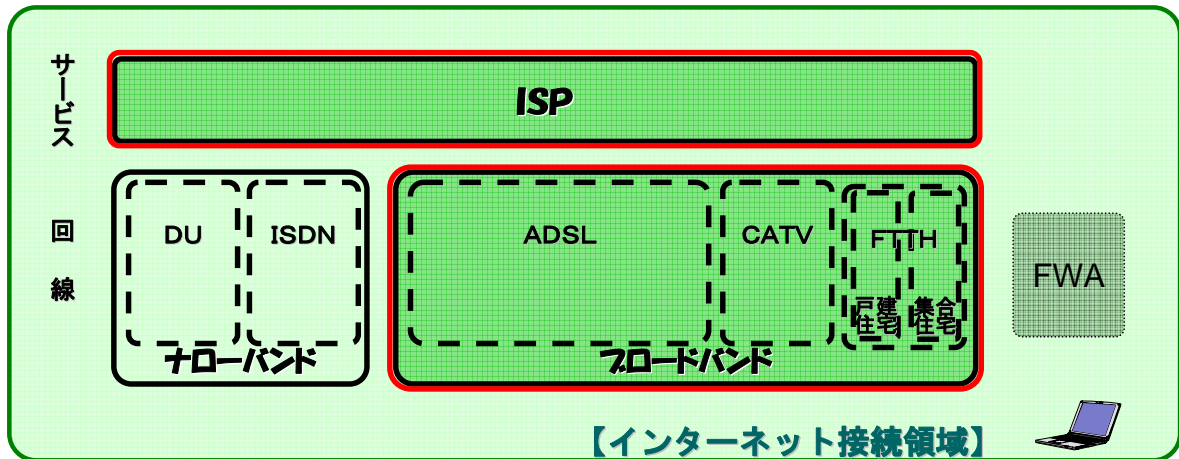 サービス
ISP
回線
DU
ISDN
ADSL
CATV
FTTH
戸建
住宅
集合
住宅
FWA
ナローバンド
ブロードバンド
【インターネット接続領域】